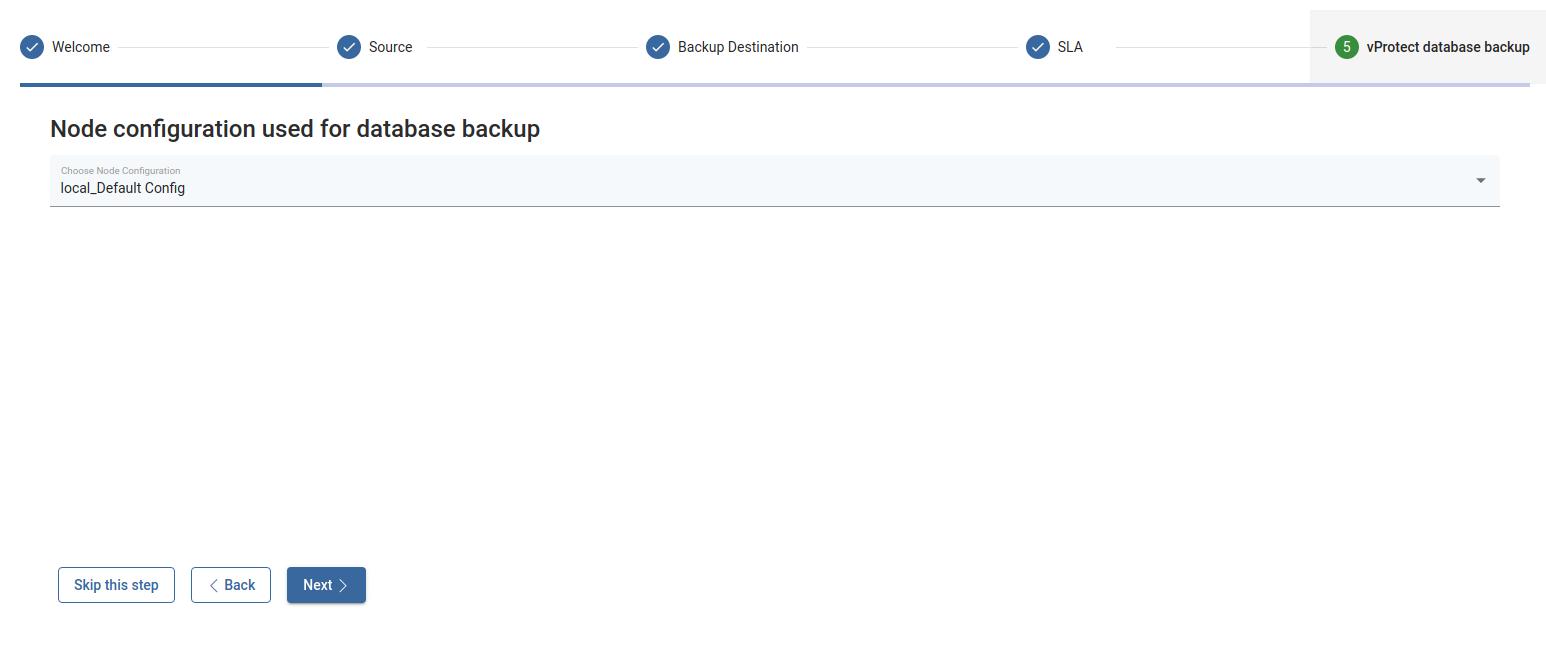 Welcome
Source
Backup Destination
SLA
5 vProtect database backup
Node configuration used for database backup
Choose Node Configuration
local_Default Config
Skip this step
Back
Next